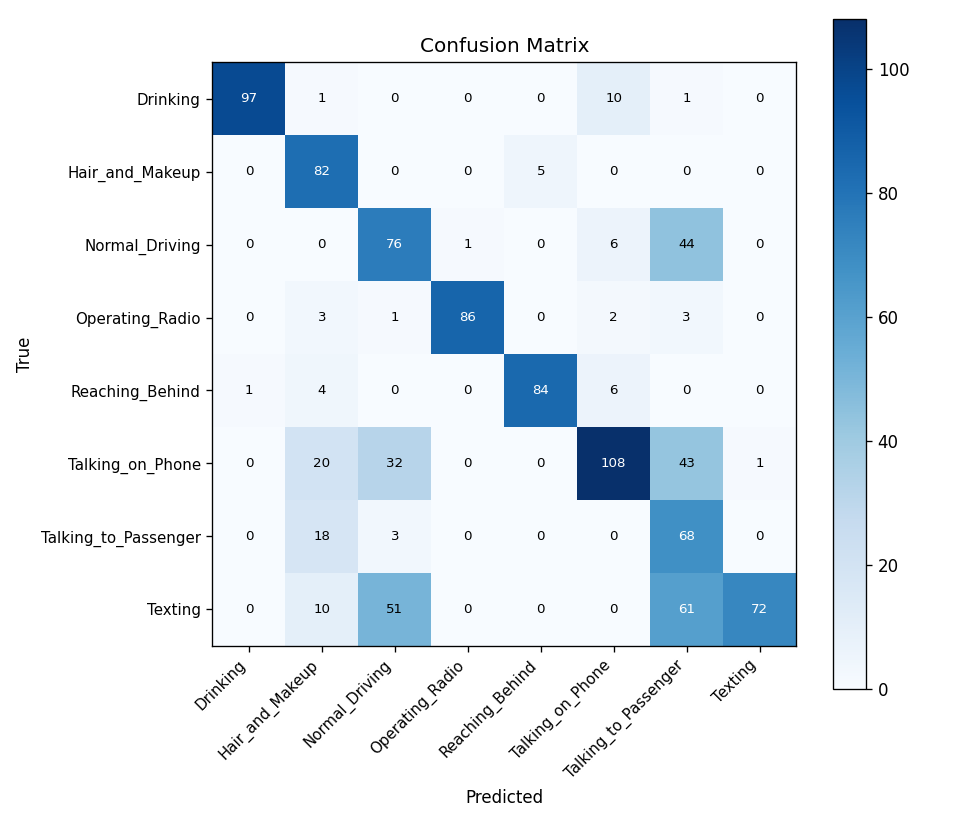 Confusion Matrix
True
Drinking 97 1 0 0 0 10 1 0
Hair_and_Makeup 0 82 0 0 5 0 0 0
Normal_Driving 0 0 76 1 0 6 44 0
Operating_Radio 0 3 1 86 0 2 3 0
Reaching_Behind 1 4 0 0 84 6 0 0
Talking_on_Phone 0 20 32 0 0 108 43 1
Talking_to_Passenger 0 18 3 0 0 0 68 0
Texting 0 10 51 0 0 0 61 72
Drinking
Hair_and_Makeup
Normal_Driving
Operating_Radio
Reaching_Behind
Talking_on_Phone
Talking_to_Passenger
Texting
Predicted
100
80
60
40
20
0